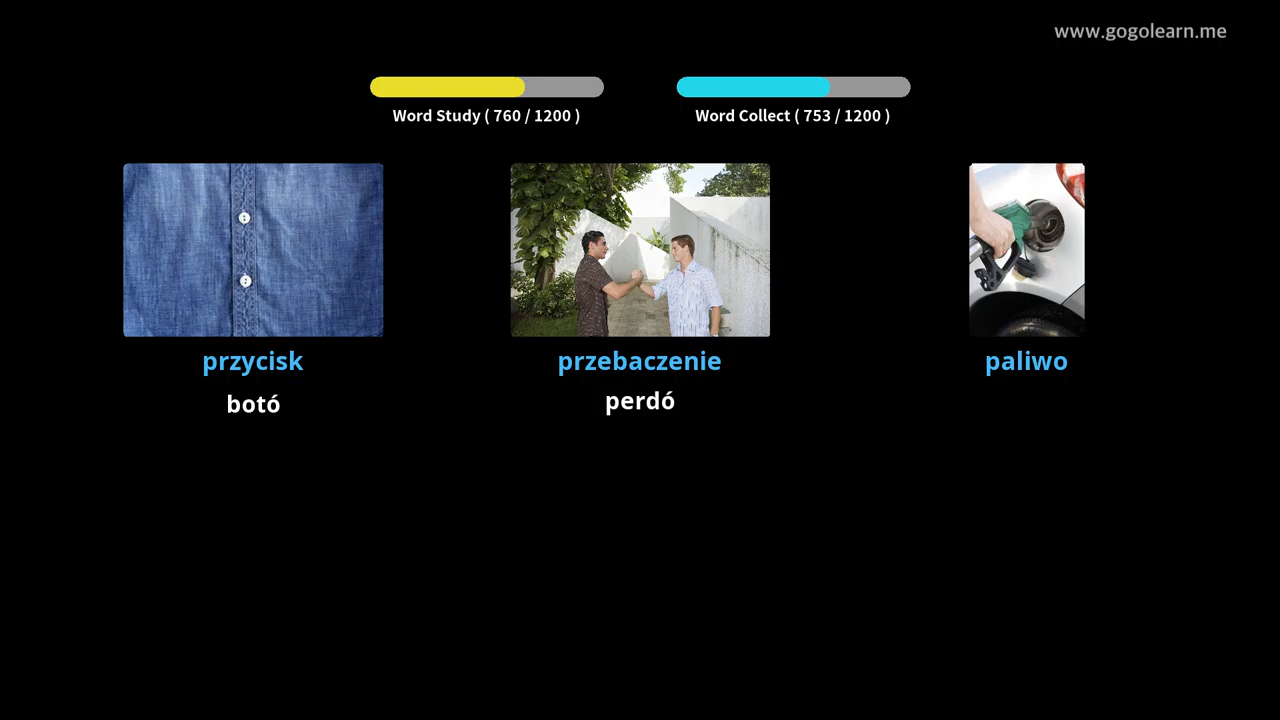 www.gogolearn.me
Word Study ( 760 / 1200 )
Word Collect ( 753 / 1200 )
przycisk
przebaczenie
paliwo
botó
perdó